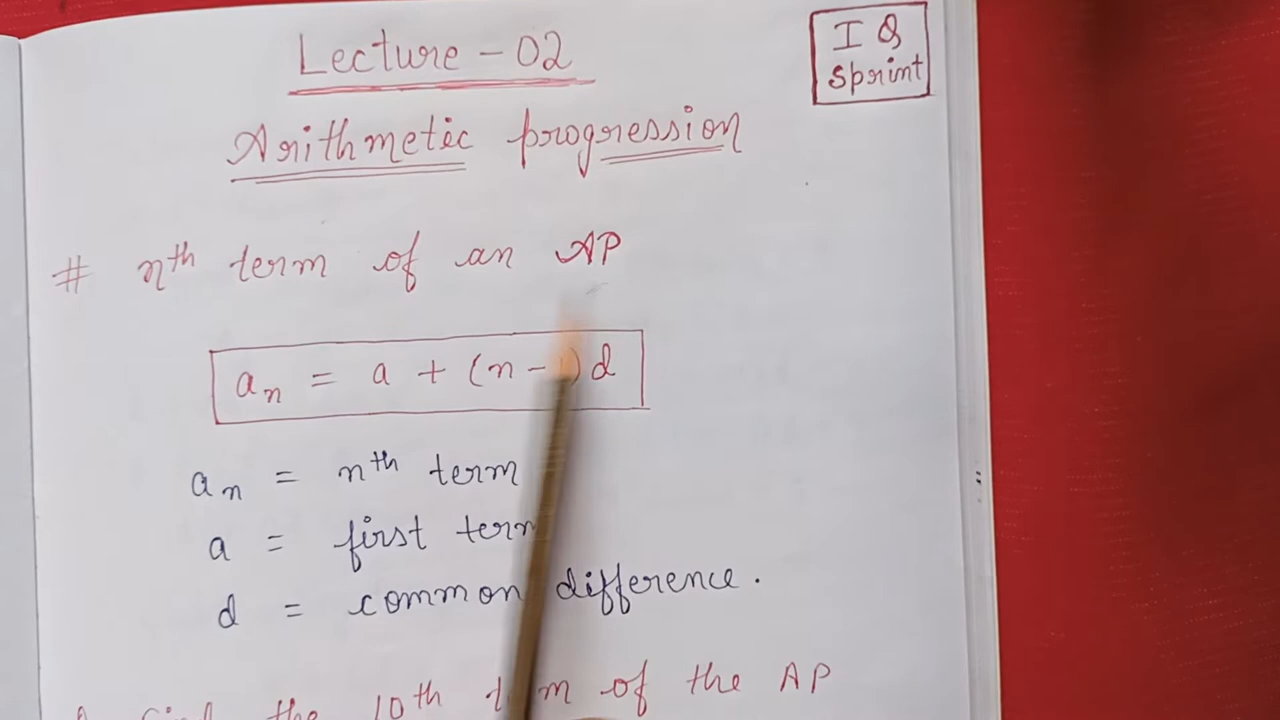 Lecture - 02
I Q
Sprint
Arithmetic progression
# nth term of an AP
an = a + (n - 1) d
an = nth term
a = first term
d = common difference.
the 10th term of the AP